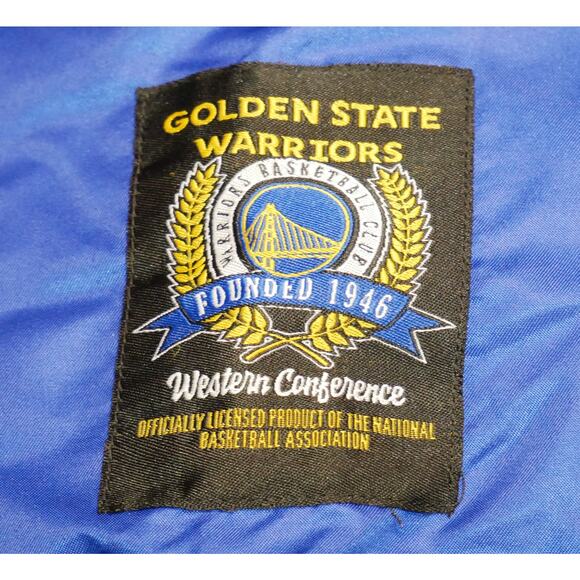 GOLDEN STATE
WARRIORS
WARRIORS BASKETBALL CLUB
FOUNDED 1946
Western Conference
OFFICIALLY LICENSED PRODUCT OF THE NATIONAL
BASKETBALL ASSOCIATION